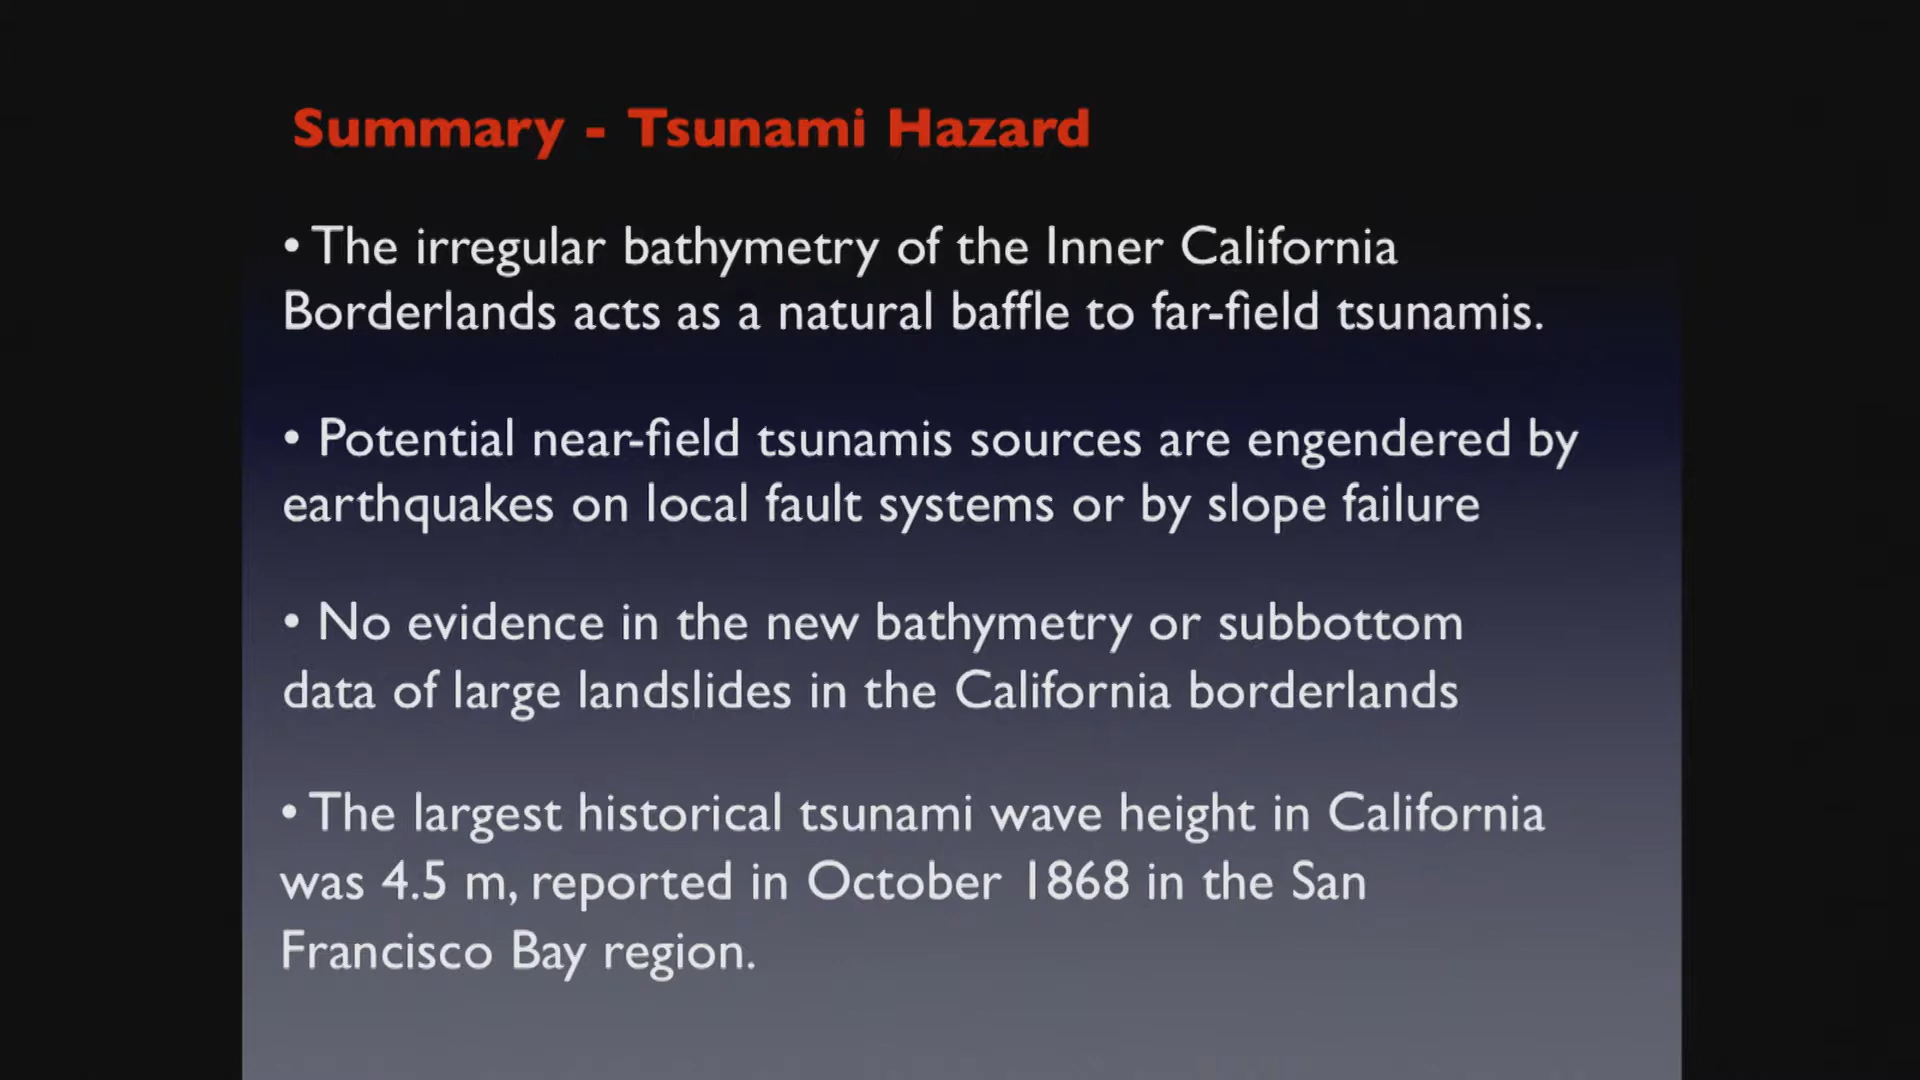 Summary - Tsunami Hazard
• The irregular bathymetry of the Inner California
Borderlands acts as a natural baffle to far-field tsunamis.
• Potential near-field tsunamis sources are engendered by
earthquakes on local fault systems or by slope failure
• No evidence in the new bathymetry or subbottom
data of large landslides in the California borderlands
• The largest historical tsunami wave height in California
was 4.5 m, reported in October 1868 in the San
Francisco Bay region.